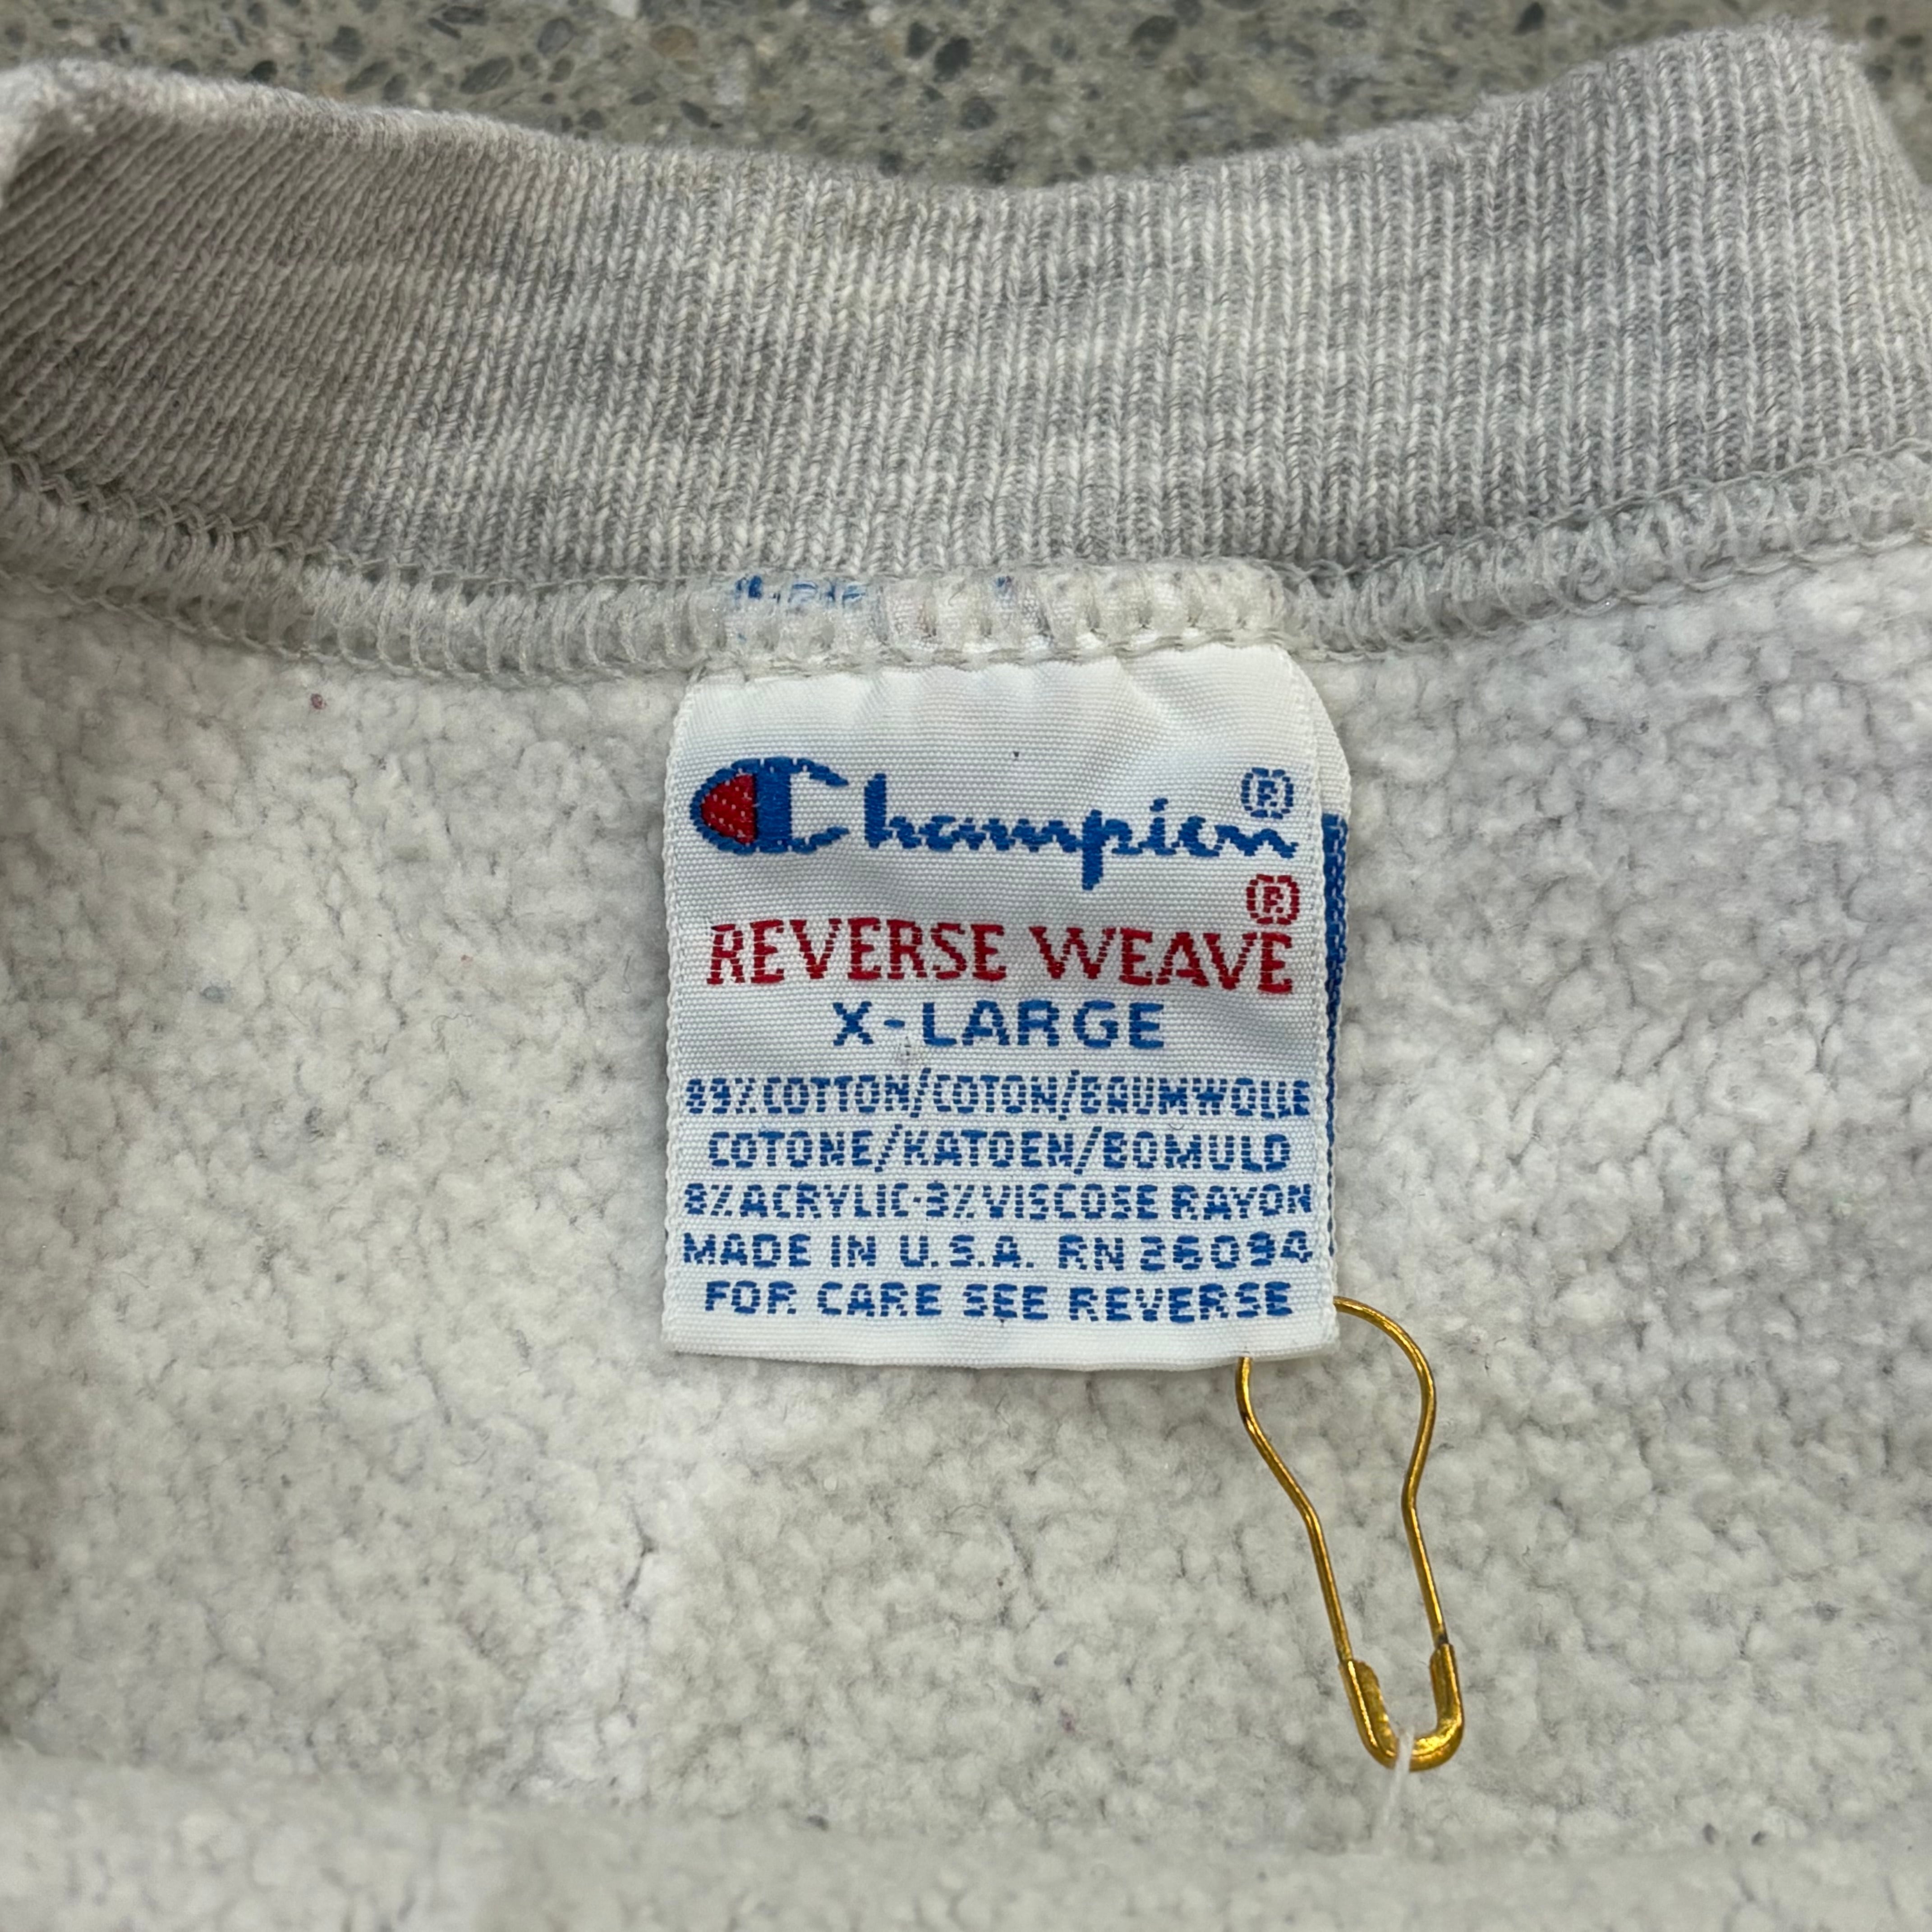 Champion®
REVERSE WEAVE®
X-LARGE
89% COTTON/COTON/BAUMWOLLE
COTONE/KATOEN/BOMULD
8% ACRYLIC·3% VISCOSE RAYON
MADE IN U.S.A. RN 26094
FOR CARE SEE REVERSE